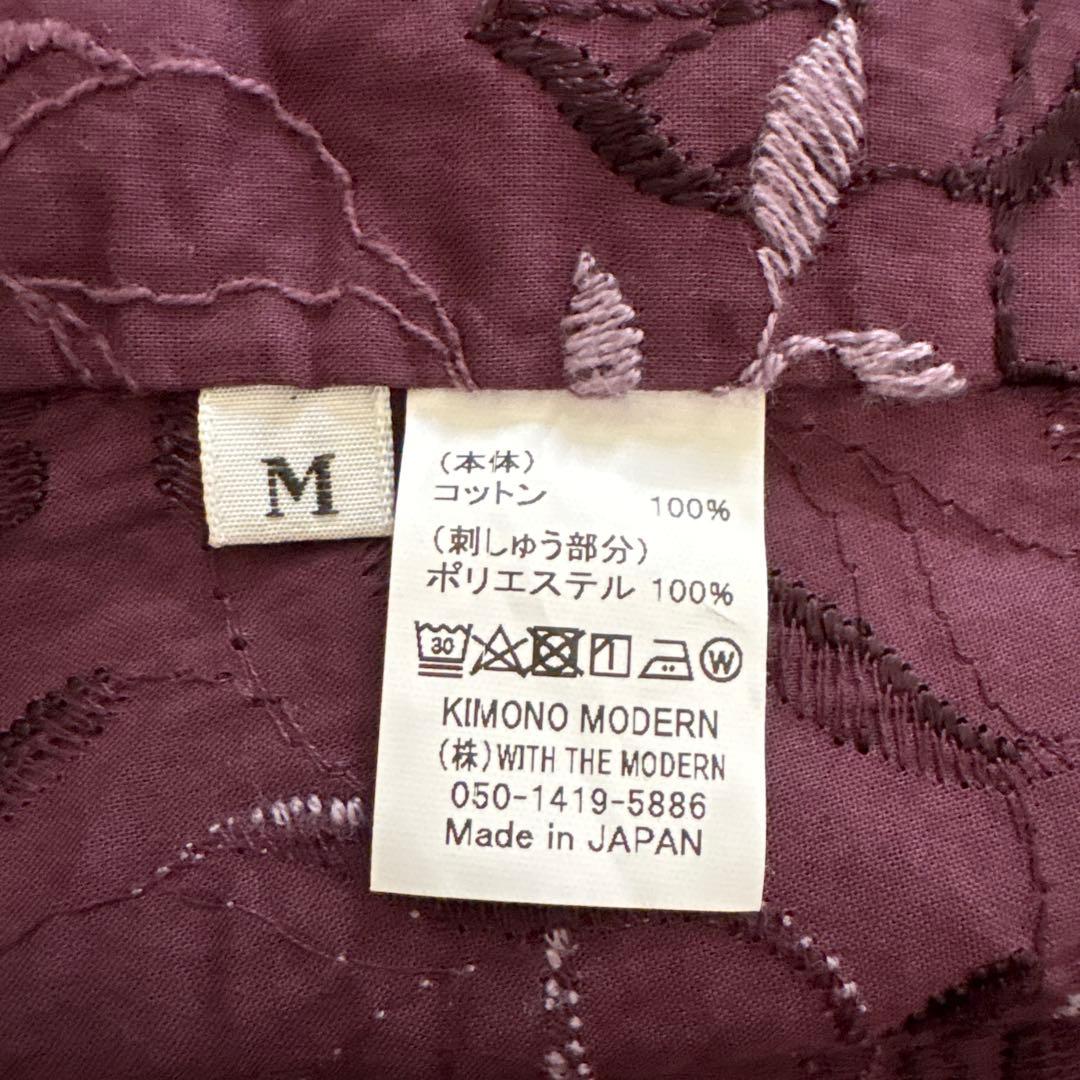 M
(本体)
コットン 100%
(刺しゅう部分)
ポリエステル 100%
30 W
KIMONO MODERN
(株)WITH THE MODERN
050-1419-5886
Made in JAPAN